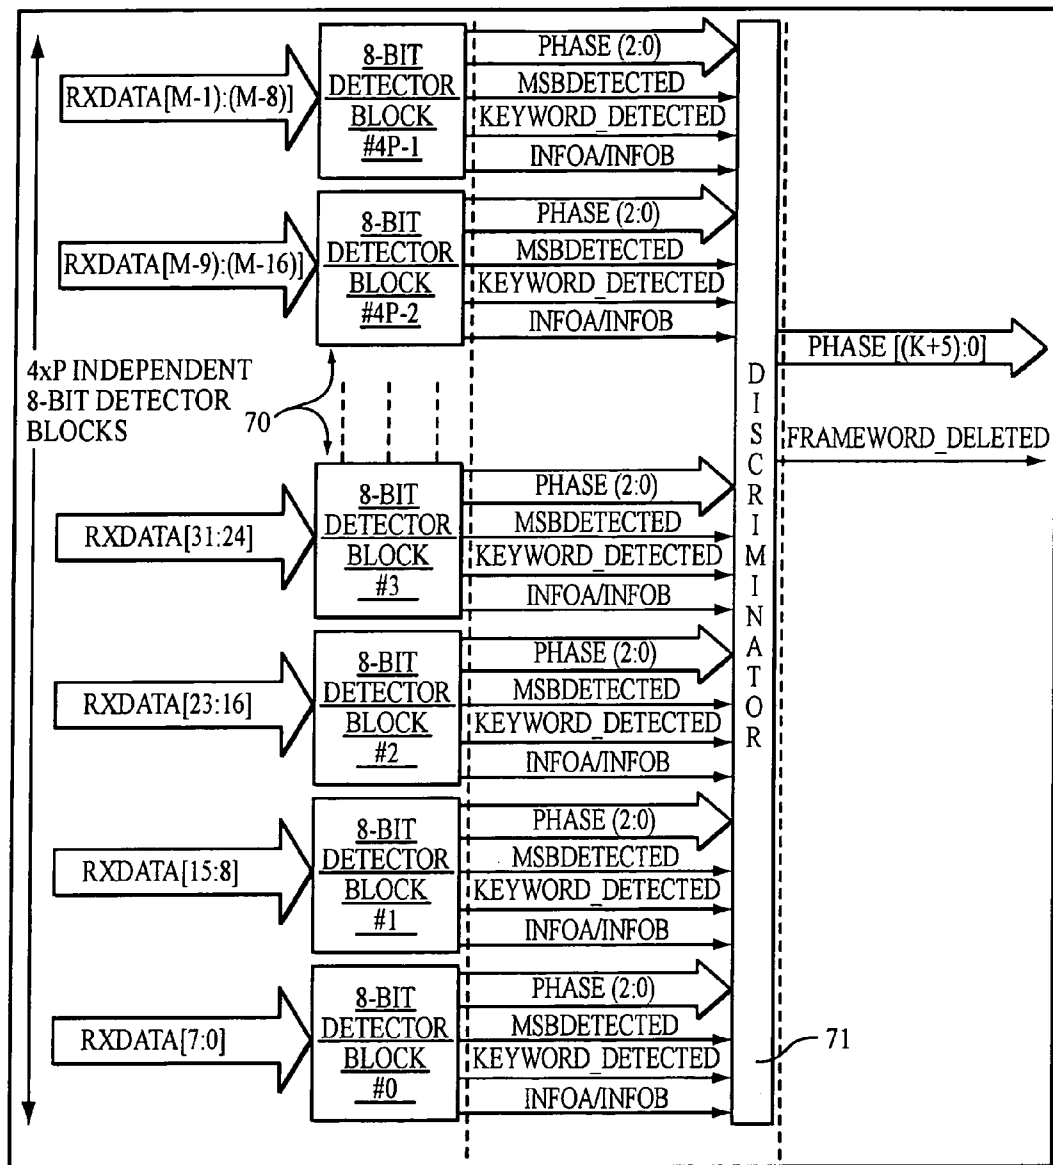 RXDATA[M-1):(M-8)]
8-BIT
DETECTOR
BLOCK
#4P-1
PHASE (2:0)
MSBDETECTED
KEYWORD_DETECTED
INFOA/INFOB
RXDATA[M-9):(M-16)]
8-BIT
DETECTOR
BLOCK
#4P-2
PHASE (2:0)
MSBDETECTED
KEYWORD_DETECTED
INFOA/INFOB
4xP INDEPENDENT
8-BIT DETECTOR
BLOCKS
70
RXDATA[31:24]
8-BIT
DETECTOR
BLOCK
#3
PHASE (2:0)
MSBDETECTED
KEYWORD_DETECTED
INFOA/INFOB
RXDATA[23:16]
8-BIT
DETECTOR
BLOCK
#2
PHASE (2:0)
MSBDETECTED
KEYWORD_DETECTED
INFOA/INFOB
RXDATA[15:8]
8-BIT
DETECTOR
BLOCK
#1
PHASE (2:0)
MSBDETECTED
KEYWORD_DETECTED
INFOA/INFOB
RXDATA[7:0]
8-BIT
DETECTOR
BLOCK
#0
PHASE (2:0)
MSBDETECTED
KEYWORD_DETECTED
INFOA/INFOB
DISCRIMINATOR
71
PHASE [(K+5):0]
FRAMEWORD_DELETED